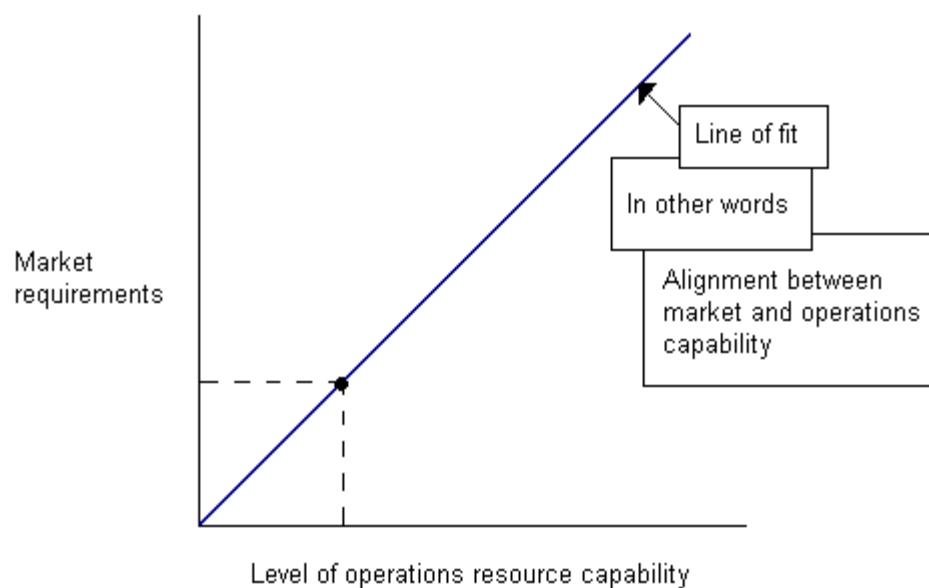 Line of fit
In other words
Market
requirements
Alignment between
market and operations
capability
Level of operations resource capability